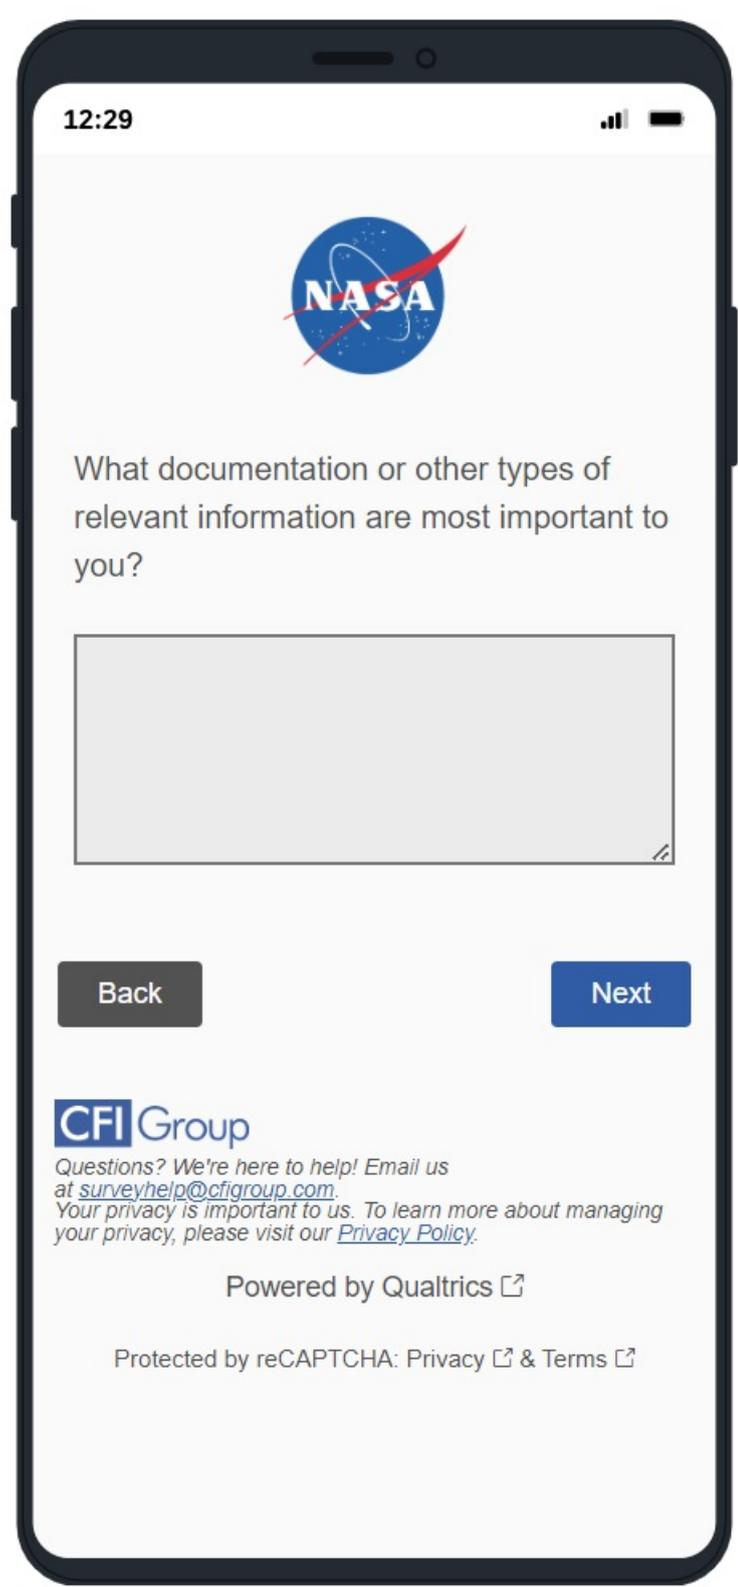 12:29
NASA
What documentation or other types of
relevant information are most important to
you?
Back
Next
CFI Group
Questions? We're here to help! Email us
at surveyhelp@cfigroup.com.
Your privacy is important to us. To learn more about managing
your privacy, please visit our Privacy Policy.
Powered by Qualtrics
Protected by reCAPTCHA: Privacy & Terms